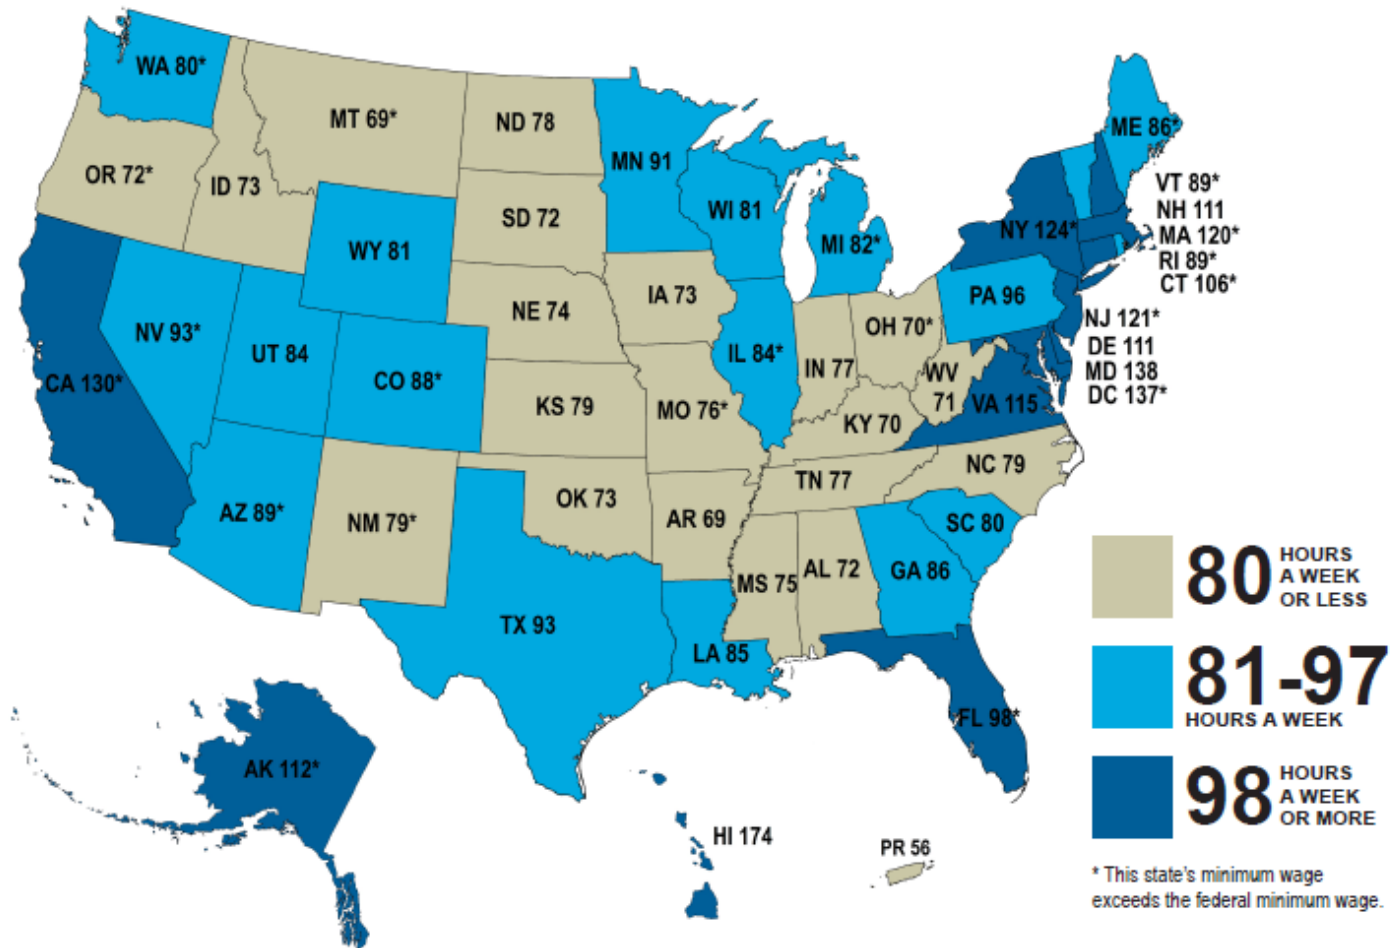 WA 80*
MT 69*
ND 78
MN 91
ME 86*
OR 72*
ID 73
SD 72
WI 81
MI 82*
NY 124*
VT 89*
NH 111
MA 120*
RI 89*
CT 106*
WY 81
IA 73
NE 74
PA 96
NV 93*
UT 84
CO 88*
IL 84*
IN 77
OH 70*
NJ 121*
DE 111
MD 138
DC 137*
CA 130*
KS 79
MO 76*
WV
71
VA 115
KY 70
AZ 89*
NM 79*
OK 73
AR 69
TN 77
NC 79
SC 80
MS 75
AL 72
GA 86
TX 93
LA 85
FL 98*
AK 112*
HI 174
PR 56
80 HOURS
A WEEK
OR LESS
81-97
HOURS A WEEK
98 HOURS
A WEEK
OR MORE
* This state's minimum wage
exceeds the federal minimum wage.